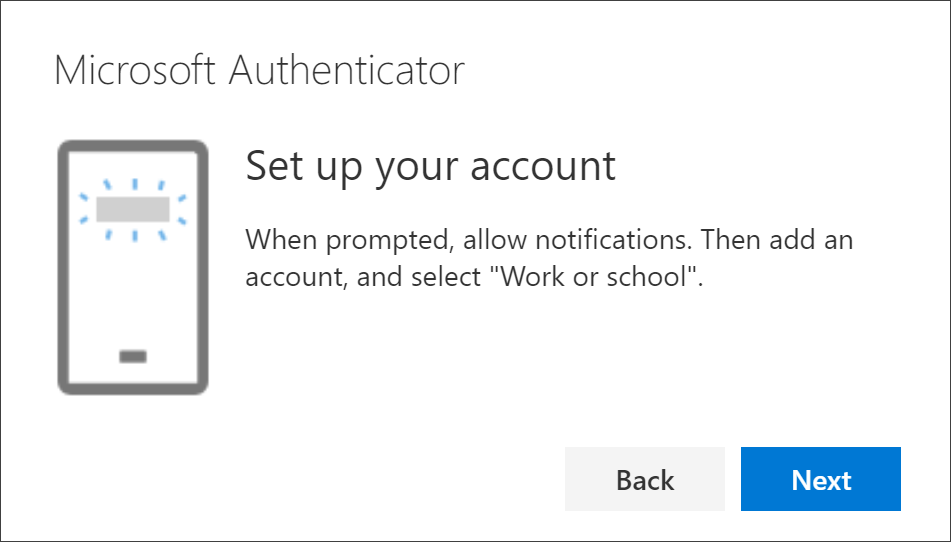 Microsoft Authenticator
Set up your account
When prompted, allow notifications. Then add an
account, and select "Work or school".
Back
Next